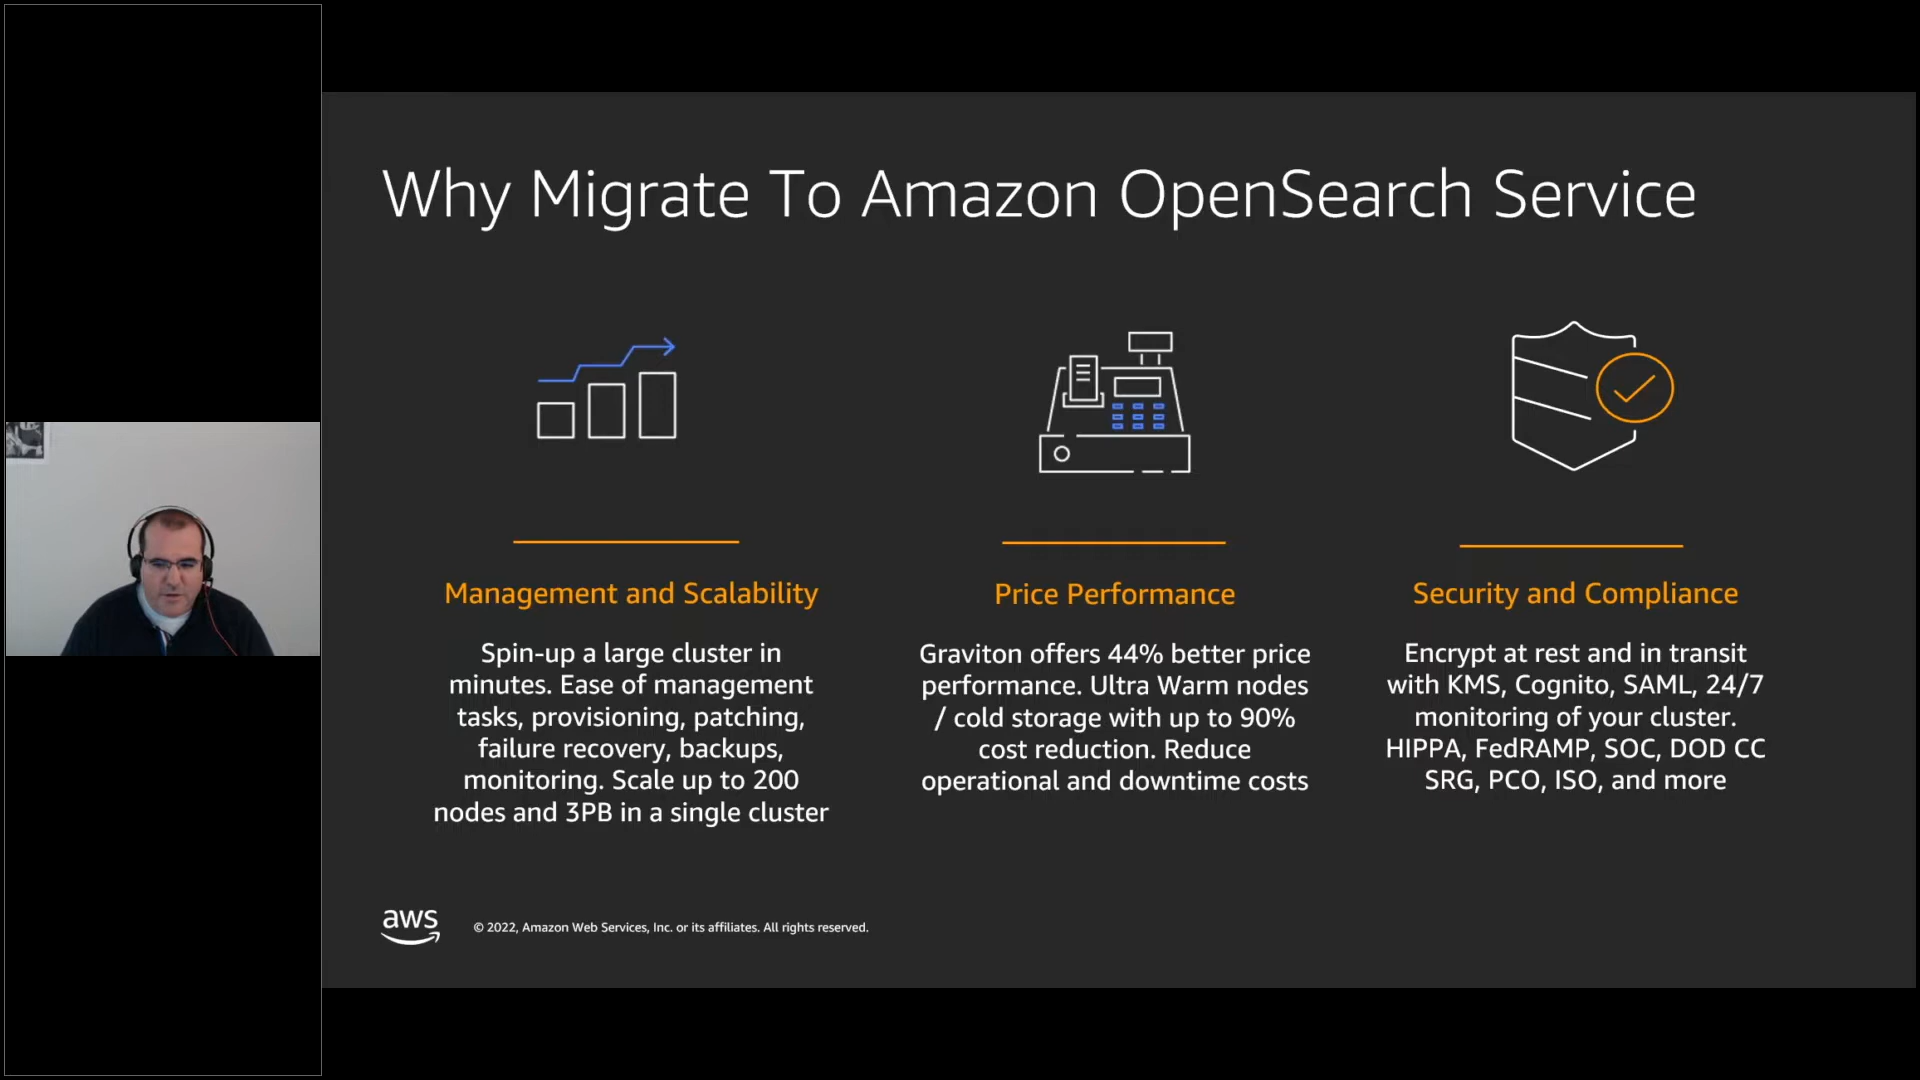 Why Migrate To Amazon OpenSearch Service
Management and Scalability
Spin-up a large cluster in
minutes. Ease of management
tasks, provisioning, patching,
failure recovery, backups,
monitoring. Scale up to 200
nodes and 3PB in a single cluster
Price Performance
Graviton offers 44% better price
performance. Ultra Warm nodes
/ cold storage with up to 90%
cost reduction. Reduce
operational and downtime costs
Security and Compliance
Encrypt at rest and in transit
with KMS, Cognito, SAML, 24/7
monitoring of your cluster.
HIPPA, FedRAMP, SOC, DOD CC
SRG, PCO, ISO, and more
aws
© 2022, Amazon Web Services, Inc. or its affiliates. All rights reserved.